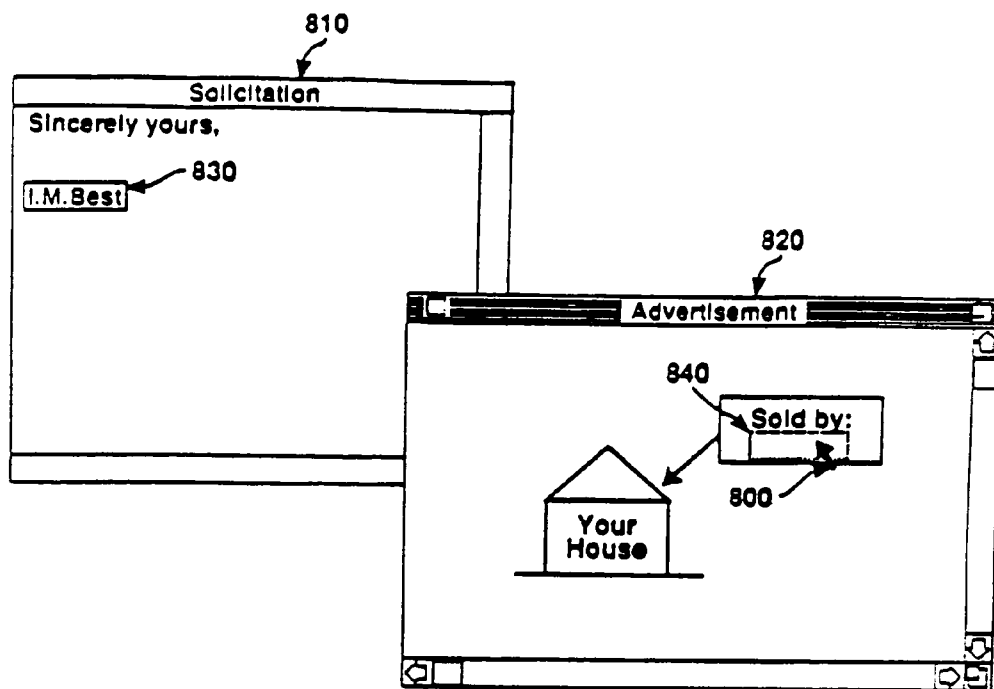 810
Solicitation
Sincerely yours,
830
I.M.Best
820
Advertisement
840
Sold by:
800
Your
House